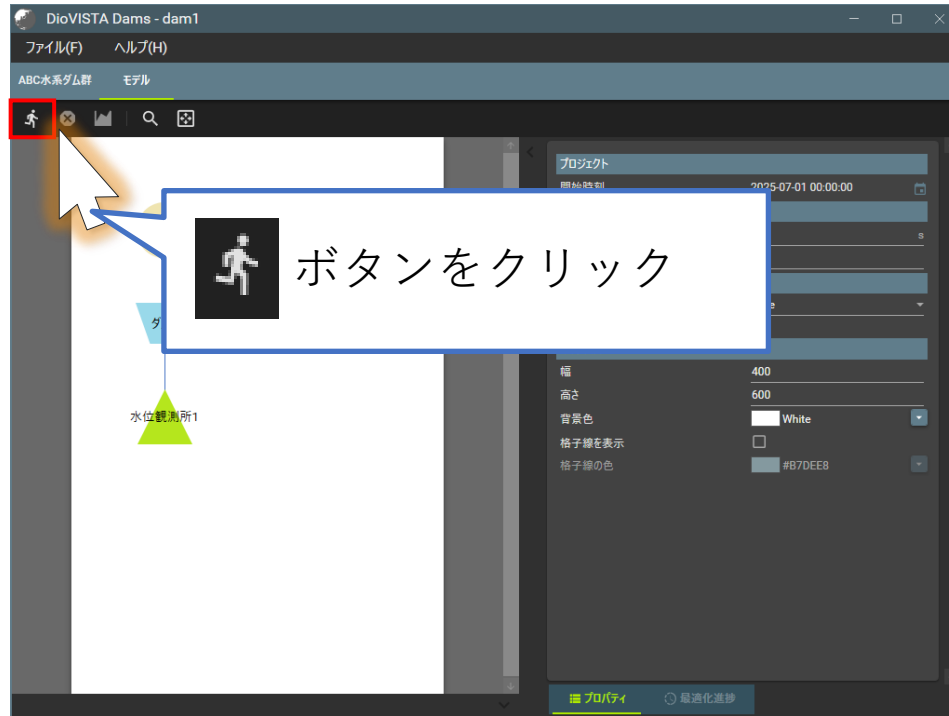 DioVISTA Dams - dam1
ファイル(F) ヘルプ(H)
ABC水系ダム群 モデル
プロジェクト
開始時刻 2025-07-01 00:00:00
s
ボタンをクリック
ダ
水位観測所1
幅 400
高さ 600
背景色 White
格子線を表示
格子線の色 #B7DEE8
プロパティ 最適化進捗